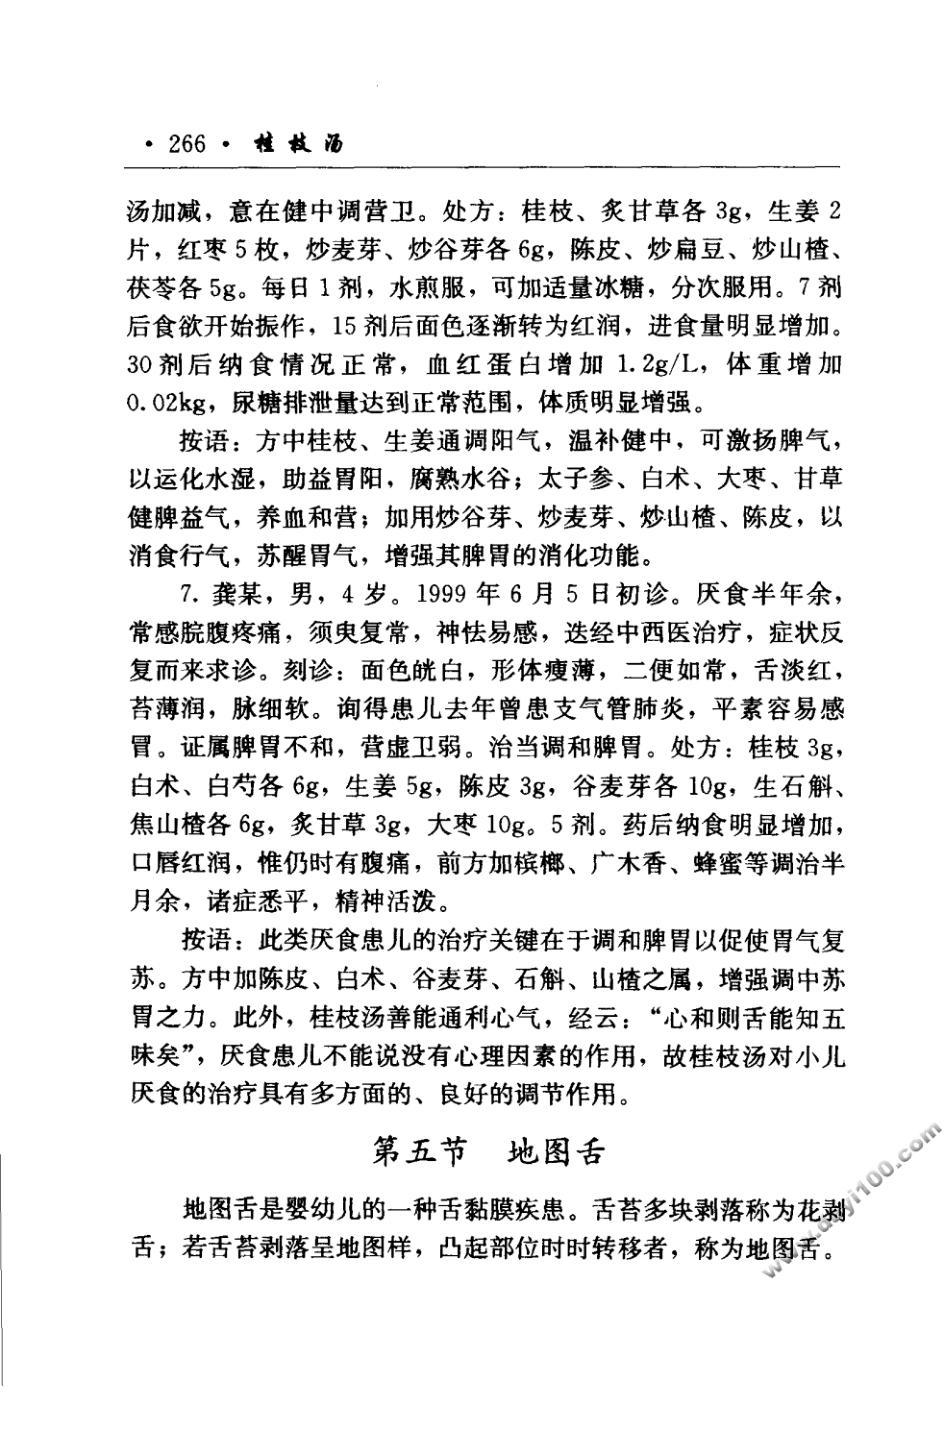 · 266 · 桂枝汤
汤加减，意在健中调营卫。处方：桂枝、炙甘草各 3g，生姜 2
片，红枣 5 枚，炒麦芽、炒谷芽各 6g，陈皮、炒扁豆、炒山楂、
茯苓各 5g。每日 1 剂，水煎服，可加适量冰糖，分次服用。7 剂
后食欲开始振作，15 剂后面色逐渐转为红润，进食量明显增加。
30 剂后纳食情况正常，血红蛋白增加 1.2g/L，体重增加
0.02kg，尿糖排泄量达到正常范围，体质明显增强。
按语：方中桂枝、生姜通调阳气，温补健中，可激扬脾气，
以运化水湿，助益胃阳，腐熟水谷；太子参、白术、大枣、甘草
健脾益气，养血和营；加用炒谷芽、炒麦芽、炒山楂、陈皮，以
消食行气，苏醒胃气，增强其脾胃的消化功能。
7. 龚某，男，4 岁。1999 年 6 月 5 日初诊。厌食半年余，
常感脘腹疼痛，须臾复常，神怯易感，迭经中西医治疗，症状反
复而来求诊。刻诊：面色㿠白，形体瘦薄，二便如常，舌淡红，
苔薄润，脉细软。询得患儿去年曾患支气管肺炎，平素容易感
冒。证属脾胃不和，营虚卫弱。治当调和脾胃。处方：桂枝 3g，
白术、白芍各 6g，生姜 5g，陈皮 3g，谷麦芽各 10g，生石斛、
焦山楂各 6g，炙甘草 3g，大枣 10g。5 剂。药后纳食明显增加，
口唇红润，惟仍时有腹痛，前方加槟榔、广木香、蜂蜜等调治半
月余，诸症悉平，精神活泼。
按语：此类厌食患儿的治疗关键在于调和脾胃以促使胃气复
苏。方中加陈皮、白术、谷麦芽、石斛、山楂之属，增强调中苏
胃之力。此外，桂枝汤善能通利心气，经云：“心和则舌能知五
味矣”，厌食患儿不能说没有心理因素的作用，故桂枝汤对小儿
厌食的治疗具有多方面的、良好的调节作用。
第五节 地图舌
地图舌是婴幼儿的一种舌黏膜疾患。舌苔多块剥落称为花剥
舌；若舌苔剥落呈地图样，凸起部位时时转移者，称为地图舌。